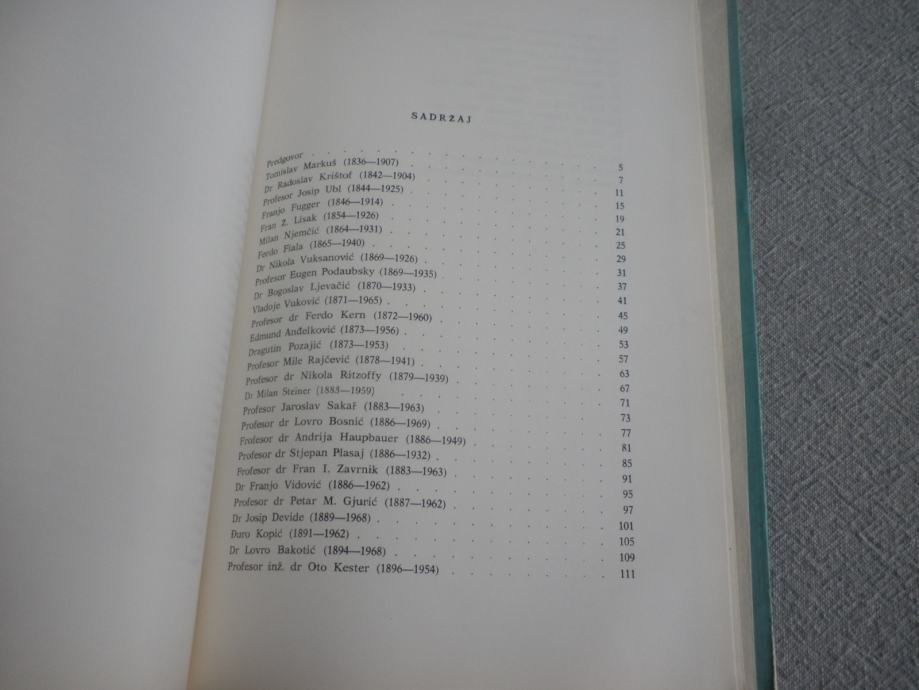 SADRŽAJ
Predgovor . . . . . . . . . . 5
Tomislav Markuš (1836—1907) . . . . . . . 7
Dr Radoslav Krištof (1842—1904) . . . . . . . 11
Profesor Josip Ubl (1844—1925) . . . . . . . 15
Franjo Fugger (1846—1914) . . . . . . . 19
Fran Ž. Lisak (1854—1926) . . . . . . . 21
Milan Njemčić (1864—1931) . . . . . . . 25
Ferdo Fiala (1865—1940) . . . . . . . 29
Dr Nikola Vuksanović (1869—1926) . . . . . . . 31
Profesor Eugen Podaubsky (1869—1935) . . . . . . 37
Dr Bogoslav Ljevačić (1870—1933) . . . . . . . 41
Vladoje Vuković (1871—1965) . . . . . . . 45
Profesor dr Ferdo Kern (1872—1960) . . . . . . 49
Edmund Anđelković (1873—1956) . . . . . . . 53
Dragutin Pozajić (1873—1953) . . . . . . . 57
Profesor Mile Rajčević (1878—1941) . . . . . . . 63
Profesor dr Nikola Ritzoffy (1879—1939) . . . . . . 67
Dr Milan Steiner (1883—1959) . . . . . . . 71
Profesor Jaroslav Sakař (1883—1963) . . . . . . . 73
Profesor dr Lovro Bosnić (1886—1969) . . . . . . 77
Profesor dr Andrija Haupbauer (1886—1949) . . . . . 81
Profesor dr Stjepan Plasaj (1886—1932) . . . . . . 85
Profesor dr Fran I. Zavrnik (1883—1963) . . . . . . 91
Dr Franjo Vidović (1886—1962) . . . . . . . 95
Profesor dr Petar M. Gjurić (1887—1962) . . . . . . 97
Dr Josip Devide (1889—1968) . . . . . . . . 101
Đuro Kopić (1891—1962) . . . . . . . . 105
Dr Lovro Bakotić (1894—1968) . . . . . . . 109
Profesor inž. dr Oto Kester (1896—1954) . . . . . . 111